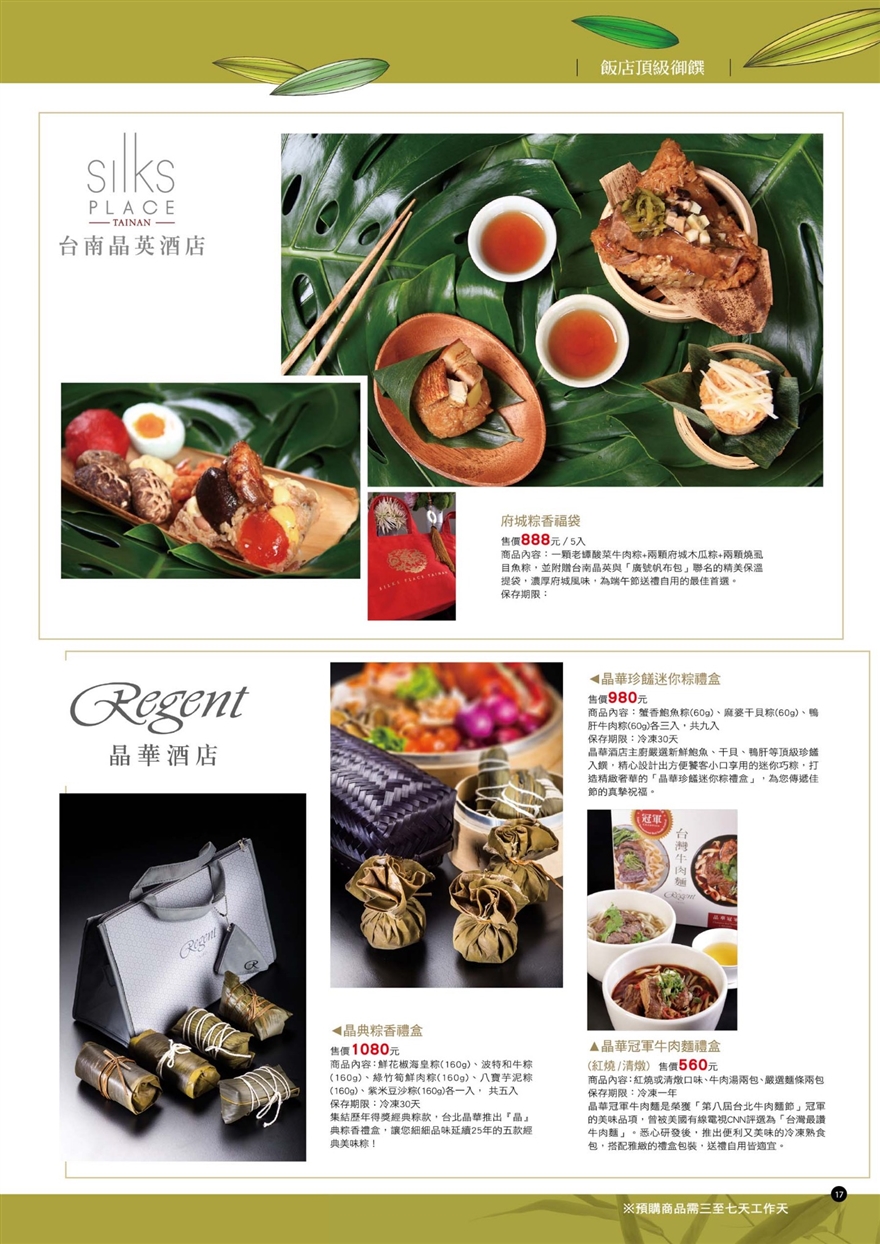 飯店頂級御饌
silks
PLACE
TAINAN
台南晶英酒店
SILKS PLACE TAINAN
府城粽香福袋
售價888元 / 5入
商品內容：一顆老罈酸菜牛肉粽+兩顆府城木瓜粽+兩顆燒虱
目魚粽，並附贈台南晶英與「廣號帆布包」聯名的精美保溫
提袋，濃厚府城風味，為端午節送禮自用的最佳首選。
保存期限：
Regent
晶華酒店
◀晶華珍饈迷你粽禮盒
售價980元
商品內容：蟹香鮑魚粽(60g)、麻婆干貝粽(60g)、鴨
肝牛肉粽(60g)各三入，共九入
保存期限：冷凍30天
晶華酒店主廚嚴選新鮮鮑魚、干貝、鴨肝等頂級珍饈
入饌，精心設計出方便饕客小口享用的迷你巧粽，打
造精緻奢華的「晶華珍饈迷你粽禮盒」，為您傳遞佳
節的真摯祝福。
冠軍
台灣牛肉麵
Regent
晶華冠軍
Regent
◀晶典粽香禮盒
售價1080元
商品內容：鮮花椒海皇粽(160g)、波特和牛粽
(160g)、綠竹筍鮮肉粽(160g)、八寶芋泥粽
(160g)、紫米豆沙粽(160g)各一入， 共五入
保存期限：冷凍30天
集結歷年得獎經典粽款，台北晶華推出『晶』
典粽香禮盒，讓您細細品味延續25年的五款經
典美味粽！
▲晶華冠軍牛肉麵禮盒
(紅燒/清燉) 售價560元
商品內容：紅燒或清燉口味、牛肉湯兩包、嚴選麵條兩包
保存期限：冷凍一年
晶華冠軍牛肉麵是榮獲「第八屆台北牛肉麵節」冠軍
的美味品項，曾被美國有線電視CNN評選為「台灣最讚
牛肉麵」。悉心研發後，推出便利又美味的冷凍熟食
包，搭配雅緻的禮盒包裝，送禮自用皆適宜。
17
※預購商品需三至七天工作天